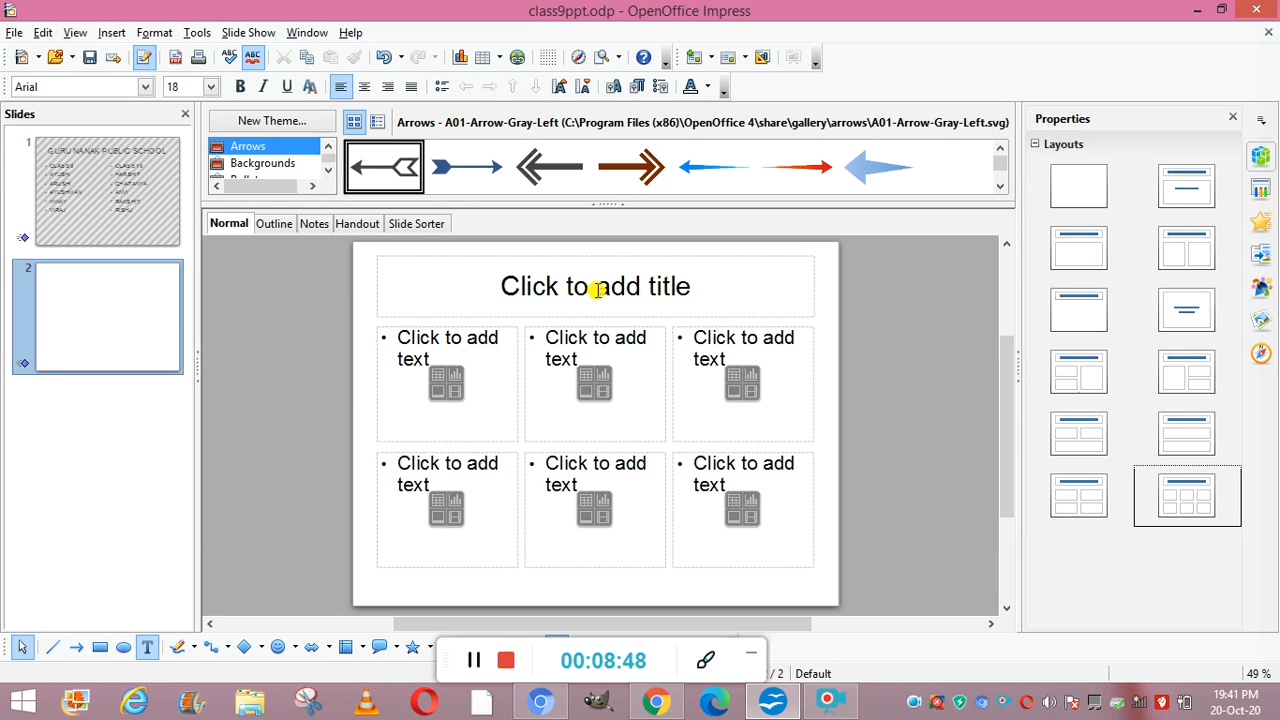 class9ppt.odp - OpenOffice Impress
File Edit View Insert Format Tools Slide Show Window Help
Arial 18
Slides
New Theme...
Arrows - A01-Arrow-Gray-Left (C:\Program Files (x86)\OpenOffice 4\share\gallery\arrows\A01-Arrow-Gray-Left.svg)
Properties
Arrows
Backgrounds
Layouts
1
GURU NANAK PUBLIC SCHOOL
Normal Outline Notes Handout Slide Sorter
2
Click to add title
• Click to add text
• Click to add text
• Click to add text
• Click to add text
• Click to add text
• Click to add text
00:08:48
/ 2 Default
49 %
19:41 PM
20-Oct-20